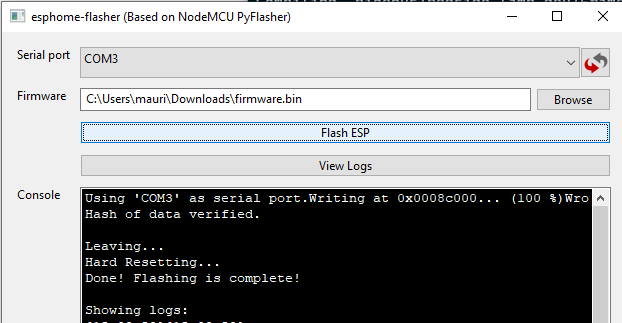 esphome-flasher (Based on NodeMCU PyFlasher)
Serial port
COM3
Firmware
C:\Users\mauri\Downloads\firmware.bin
Browse
Flash ESP
View Logs
Console
Using 'COM3' as serial port.Writing at 0x0008c000... (100 %)Wro
Hash of data verified.
Leaving...
Hard Resetting...
Done! Flashing is complete!
Showing logs: